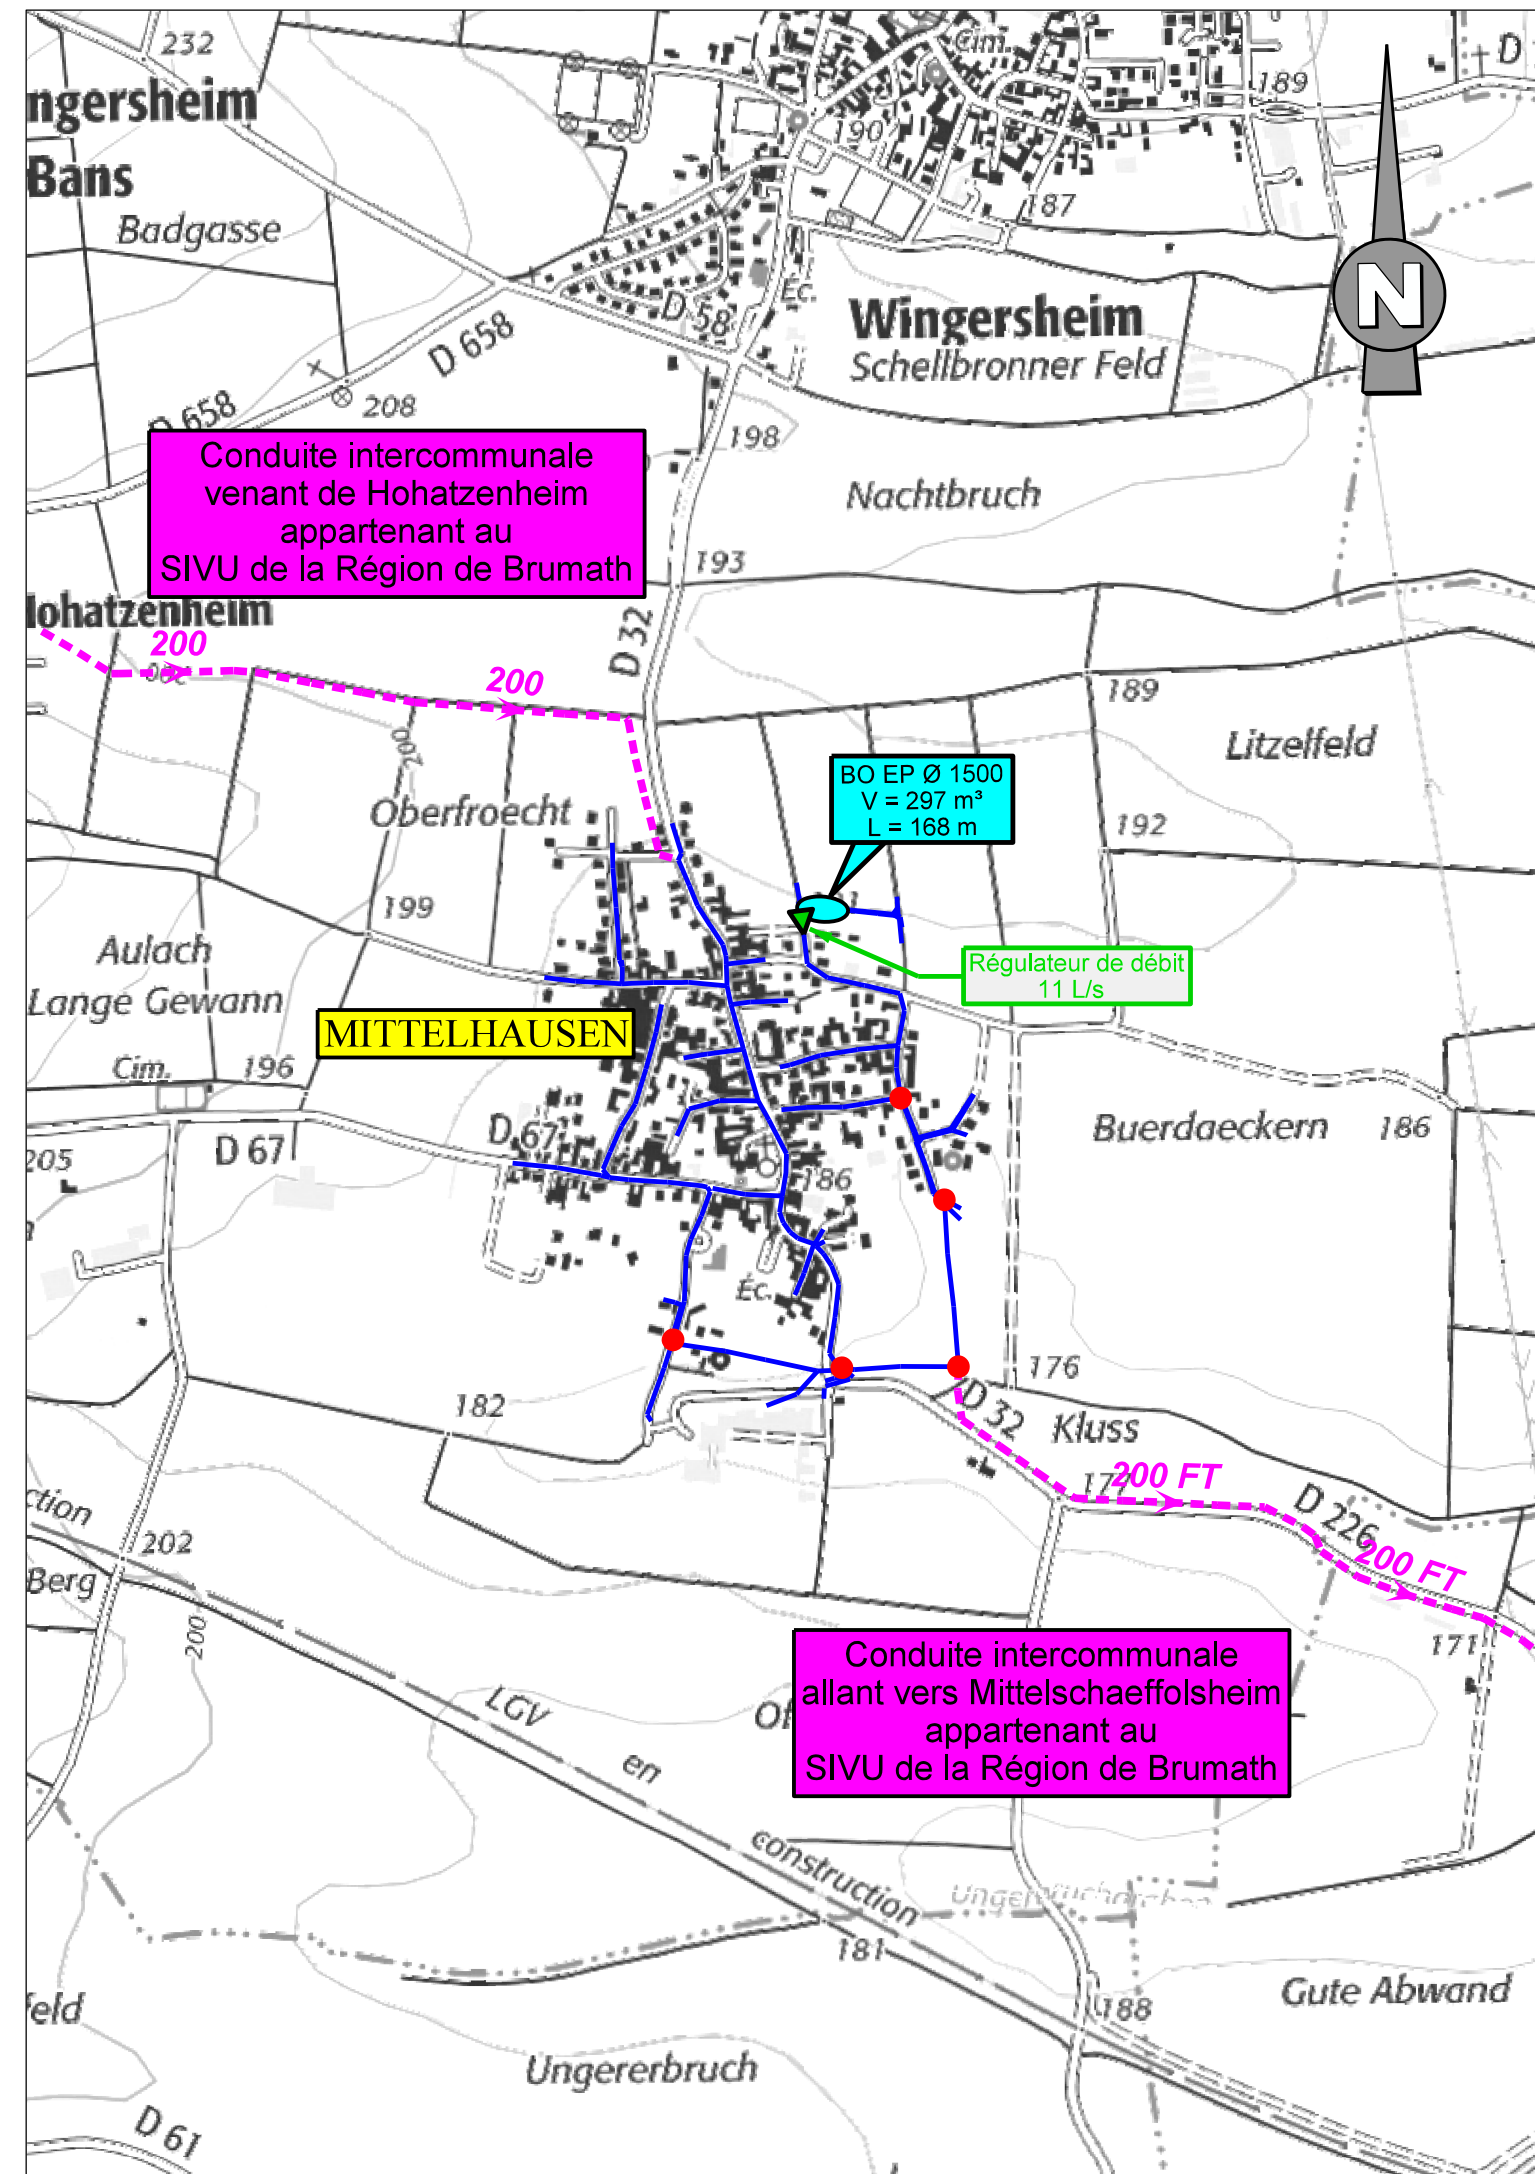 232
Cim.
D
189
ngersheim
190
Bans
187
Badgasse
Éc.
N
D 58
Wingersheim
D 658
Schellbronner Feld
208
D 658
198
Conduite intercommunale
venant de Hohatzenheim
appartenant au
SIVU de la Région de Brumath
Nachtbruch
193
Hohatzenheim
200
D 32
200
200
189
200
Litzelfeld
BO EP Ø 1500
V = 297 m³
L = 168 m
Oberfroecht
192
199
Aulach
Lange Gewann
Régulateur de débit
11 L/s
MITTELHAUSEN
Cim.
196
Buerdaeckern
186
D 67
D 67
205
186
Éc.
176
182
D 32
Kluss
177
200 FT
D 226
ction
202
200 FT
Berg
200
171
Conduite intercommunale
allant vers Mittelschaeffolsheim
appartenant au
SIVU de la Région de Brumath
LGV
en
construction
181
Gute Abwand
188
feld
Ungererbruch
D 61